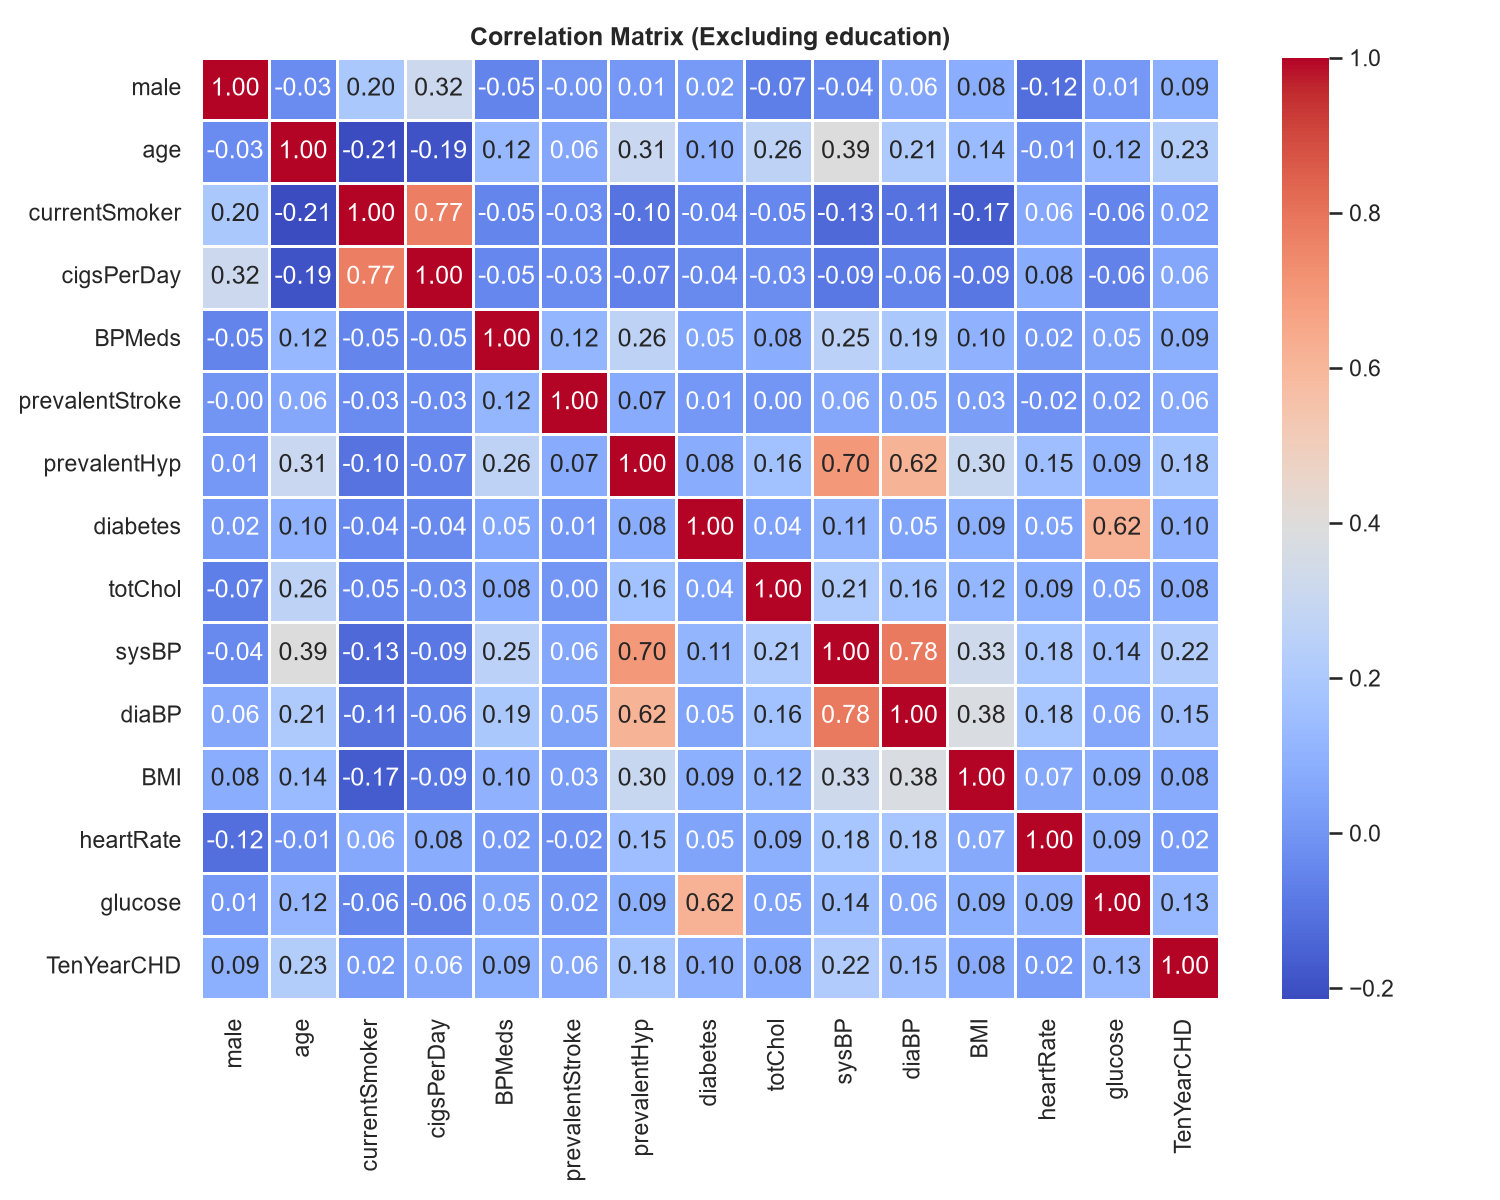 Correlation Matrix (Excluding education)
male 1.00 -0.03 0.20 0.32 -0.05 -0.00 0.01 0.02 -0.07 -0.04 0.06 0.08 -0.12 0.01 0.09
age -0.03 1.00 -0.21 -0.19 0.12 0.06 0.31 0.10 0.26 0.39 0.21 0.14 -0.01 0.12 0.23
currentSmoker 0.20 -0.21 1.00 0.77 -0.05 -0.03 -0.10 -0.04 -0.05 -0.13 -0.11 -0.17 0.06 -0.06 0.02
cigsPerDay 0.32 -0.19 0.77 1.00 -0.05 -0.03 -0.07 -0.04 -0.03 -0.09 -0.06 -0.09 0.08 -0.06 0.06
BPMeds -0.05 0.12 -0.05 -0.05 1.00 0.12 0.26 0.05 0.08 0.25 0.19 0.10 0.02 0.05 0.09
prevalentStroke -0.00 0.06 -0.03 -0.03 0.12 1.00 0.07 0.01 0.00 0.06 0.05 0.03 -0.02 0.02 0.06
prevalentHyp 0.01 0.31 -0.10 -0.07 0.26 0.07 1.00 0.08 0.16 0.70 0.62 0.30 0.15 0.09 0.18
diabetes 0.02 0.10 -0.04 -0.04 0.05 0.01 0.08 1.00 0.04 0.11 0.05 0.09 0.05 0.62 0.10
totChol -0.07 0.26 -0.05 -0.03 0.08 0.00 0.16 0.04 1.00 0.21 0.16 0.12 0.09 0.05 0.08
sysBP -0.04 0.39 -0.13 -0.09 0.25 0.06 0.70 0.11 0.21 1.00 0.78 0.33 0.18 0.14 0.22
diaBP 0.06 0.21 -0.11 -0.06 0.19 0.05 0.62 0.05 0.16 0.78 1.00 0.38 0.18 0.06 0.15
BMI 0.08 0.14 -0.17 -0.09 0.10 0.03 0.30 0.09 0.12 0.33 0.38 1.00 0.07 0.09 0.08
heartRate -0.12 -0.01 0.06 0.08 0.02 -0.02 0.15 0.05 0.09 0.18 0.18 0.07 1.00 0.09 0.02
glucose 0.01 0.12 -0.06 -0.06 0.05 0.02 0.09 0.62 0.05 0.14 0.06 0.09 0.09 1.00 0.13
TenYearCHD 0.09 0.23 0.02 0.06 0.09 0.06 0.18 0.10 0.08 0.22 0.15 0.08 0.02 0.13 1.00
male
age
currentSmoker
cigsPerDay
BPMeds
prevalentStroke
prevalentHyp
diabetes
totChol
sysBP
diaBP
BMI
heartRate
glucose
TenYearCHD
1.0
0.8
0.6
0.4
0.2
0.0
−0.2